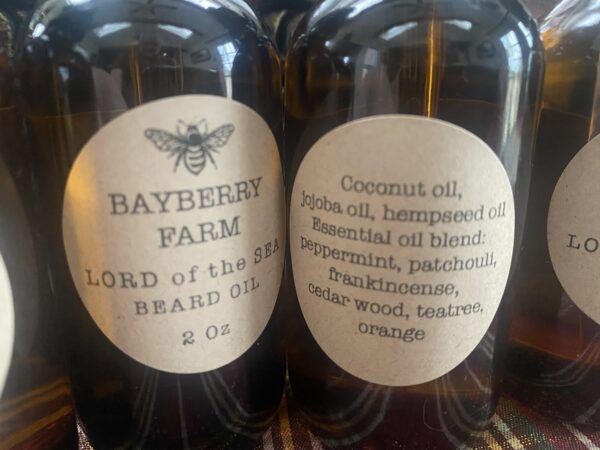 BAYBERRY
FARM
LORD of the SEA
BEARD OIL
2 Oz
Coconut oil,
jojoba oil, hempseed oil
Essential oil blend:
peppermint, patchouli,
frankincense,
cedar wood, teatree,
orange
LO